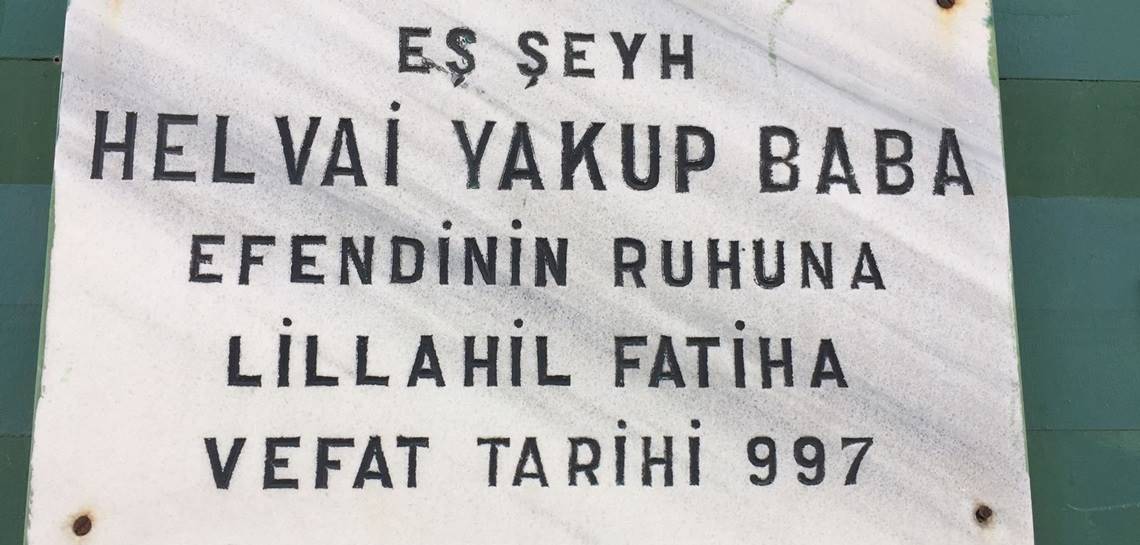 EŞ ŞEYH
HELVAİ YAKUP BABA
EFENDİNİN RUHUNA
LİLLAHİL FATİHA
VEFAT TARİHİ 997